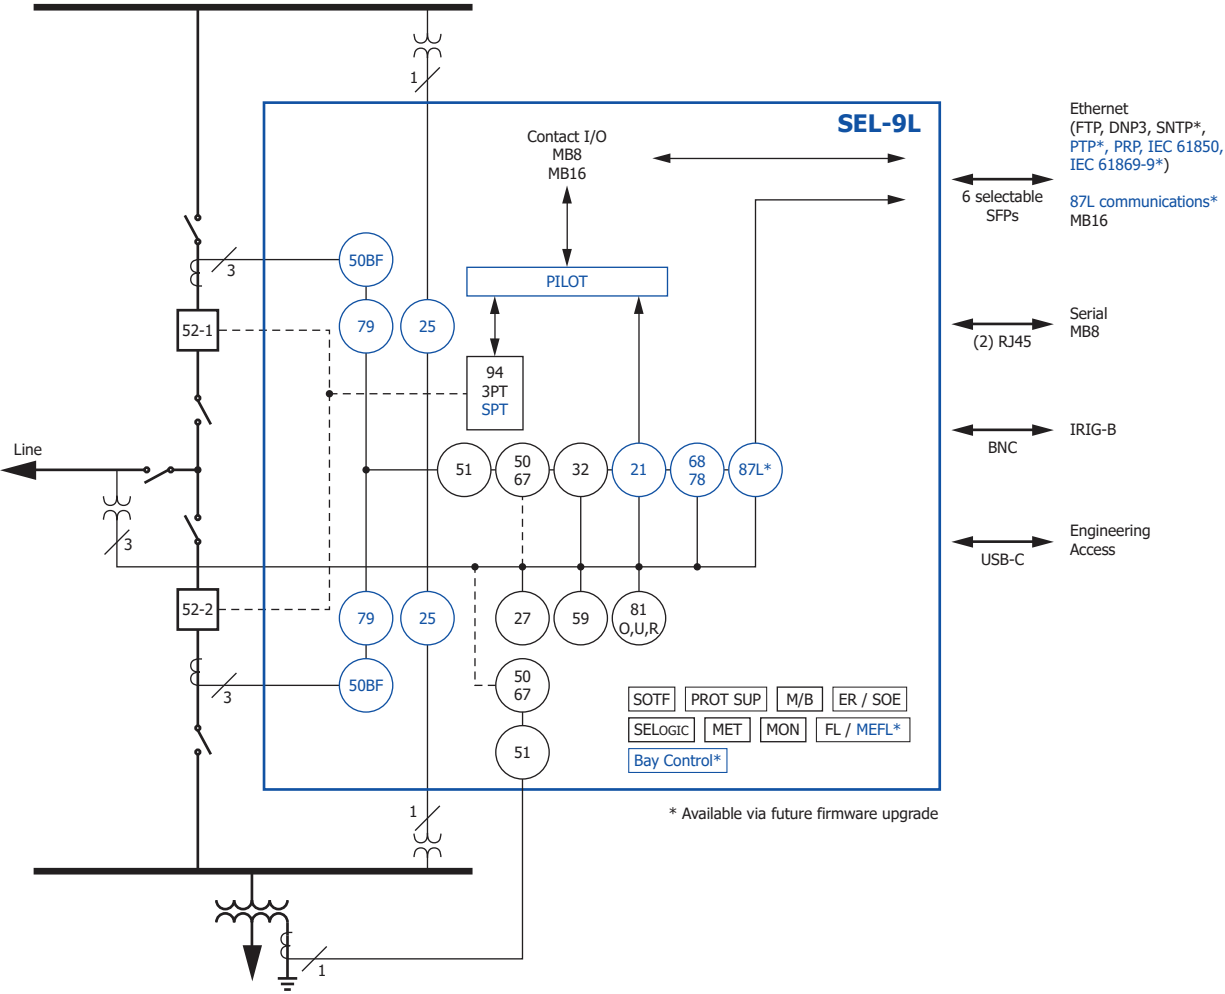 1
SEL-9L
Contact I/O
MB8
MB16
Ethernet
(FTP, DNP3, SNTP*,
PTP*, PRP, IEC 61850,
IEC 61869-9*)
6 selectable
SFPs
87L communications*
MB16
3
50BF
PILOT
52-1
79
25
Serial
MB8
(2) RJ45
94
3PT
SPT
Line
51
50
67
32
21
68
78
87L*
IRIG-B
BNC
3
Engineering
Access
USB-C
52-2
79
25
27
59
81
O,U,R
3
50BF
50
67
SOTF
PROT SUP
M/B
ER / SOE
SELOGIC
MET
MON
FL / MEFL*
51
Bay Control*
1
* Available via future firmware upgrade
1